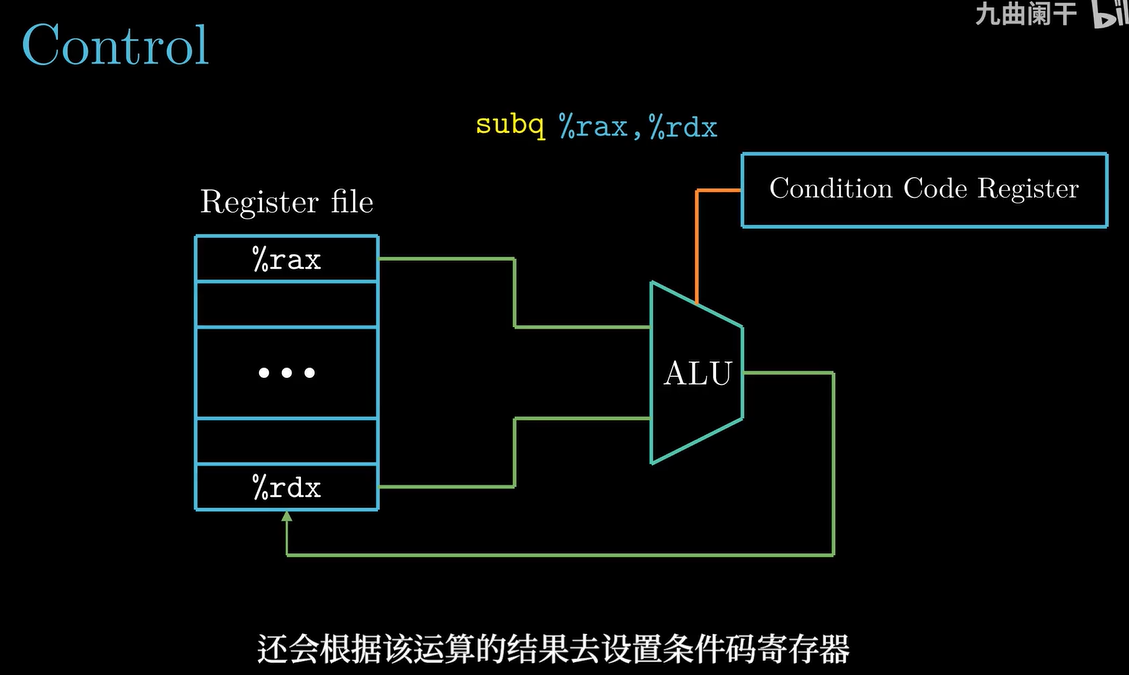 九曲阑干
Control
subq %rax,%rdx
Condition Code Register
Register file
%rax
...
ALU
%rdx
还会根据该运算的结果去设置条件码寄存器